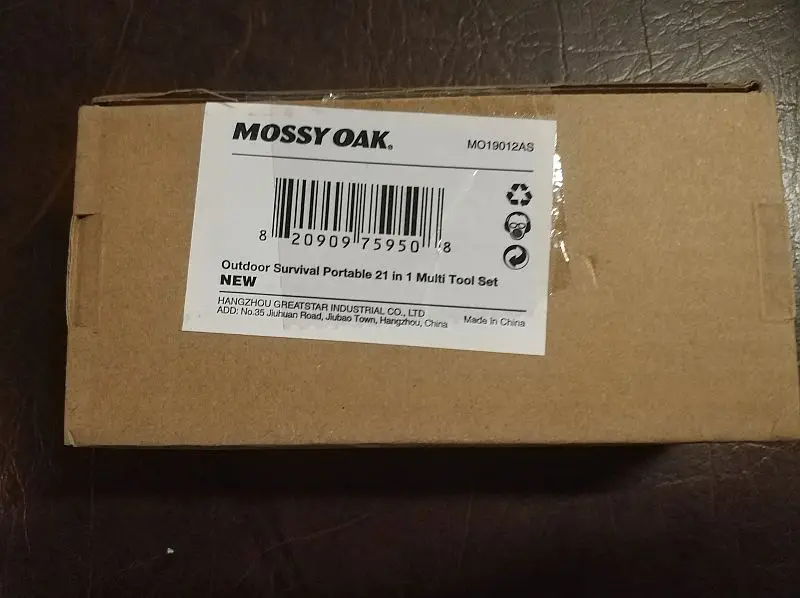 MOSSY OAK®
MO19012AS
8 20909 75950 8
Outdoor Survival Portable 21 in 1 Multi Tool Set
NEW
HANGZHOU GREATSTAR INDUSTRIAL CO., LTD
ADD: No.35 Jiuhuan Road, Jiubao Town, Hangzhou, China
Made In China